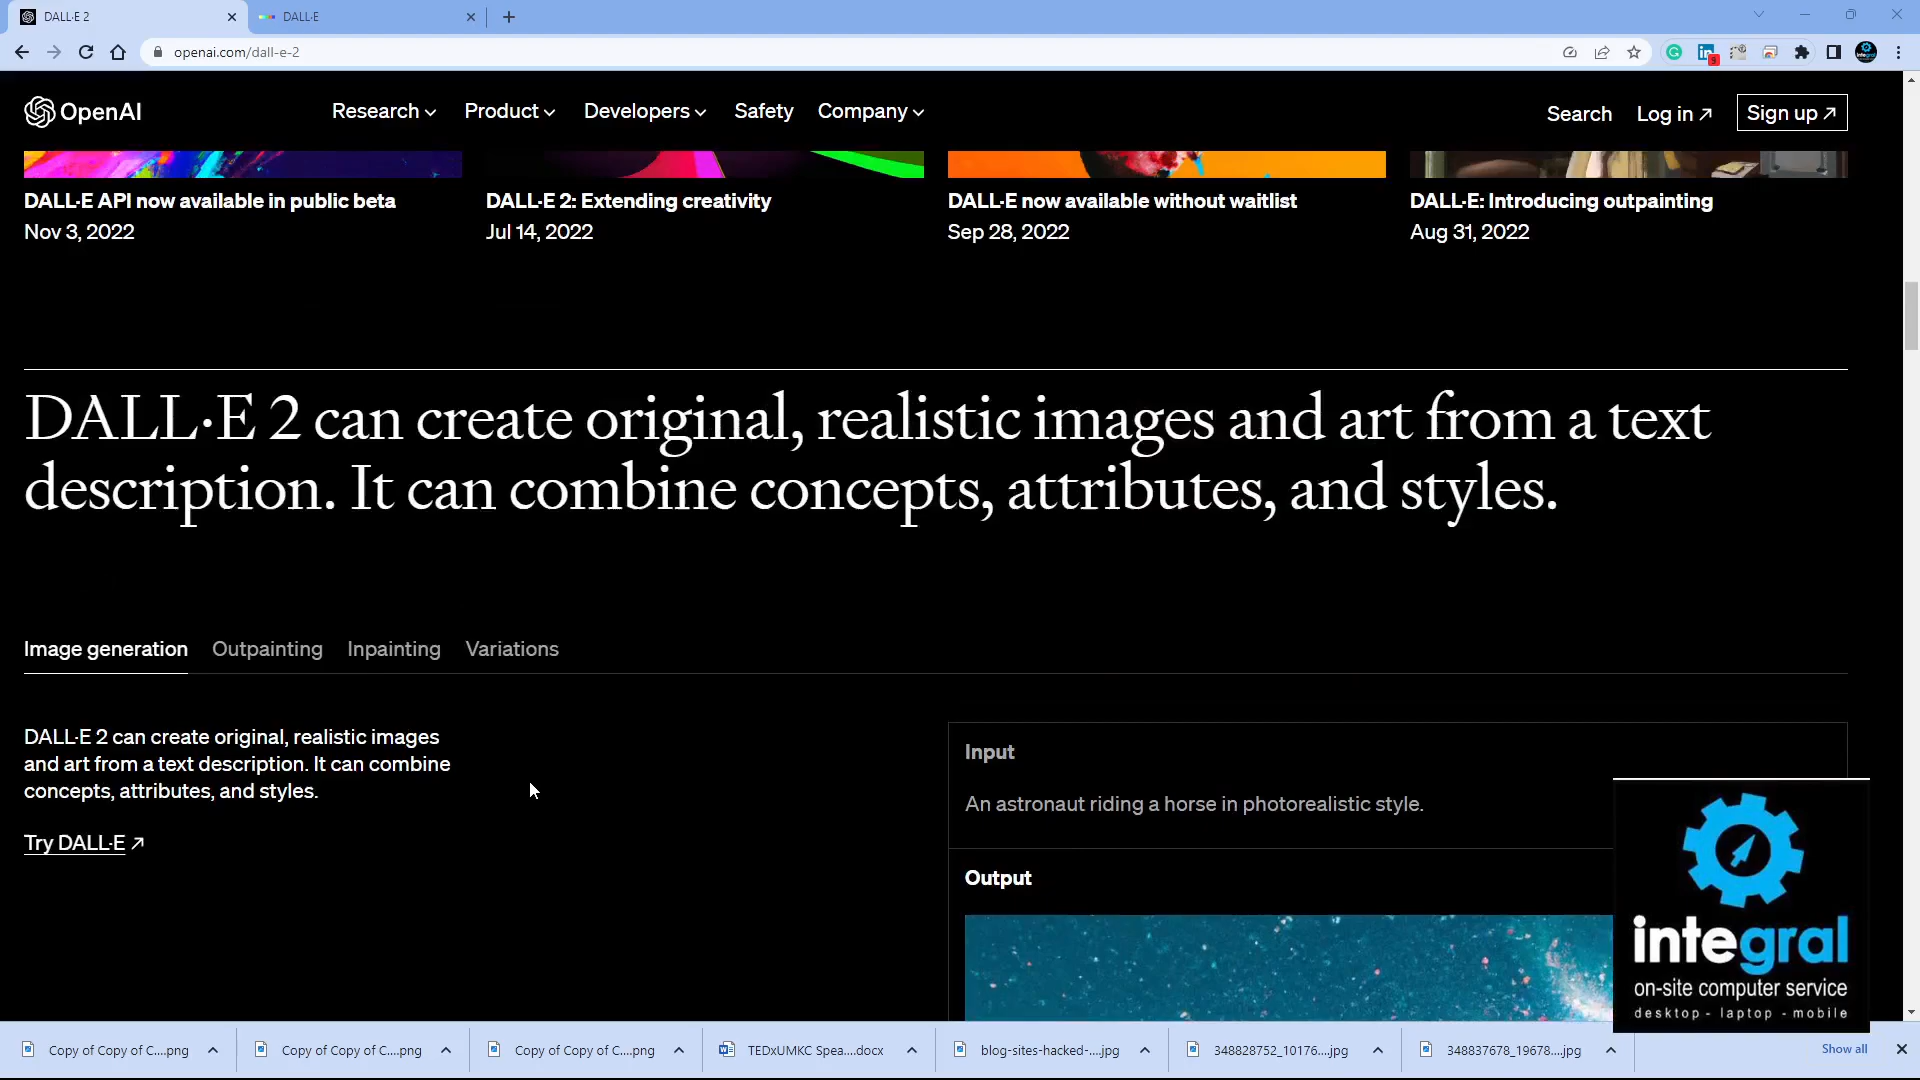 DALL·E 2
DALL·E
openai.com/dall-e-2
OpenAI
Research
Product
Developers
Safety
Company
Search
Log in
Sign up
DALL·E API now available in public beta
Nov 3, 2022
DALL·E 2: Extending creativity
Jul 14, 2022
DALL·E now available without waitlist
Sep 28, 2022
DALL·E: Introducing outpainting
Aug 31, 2022
DALL·E 2 can create original, realistic images and art from a text
description. It can combine concepts, attributes, and styles.
Image generation
Outpainting
Inpainting
Variations
DALL·E 2 can create original, realistic images
and art from a text description. It can combine
concepts, attributes, and styles.
Try DALL·E
Input
An astronaut riding a horse in photorealistic style.
Output
integral
on-site computer service
desktop - laptop - mobile
Copy of Copy of C....png
Copy of Copy of C....png
Copy of Copy of C....png
TEDxUMKC Spea....docx
blog-sites-hacked-....jpg
348828752_10176....jpg
348837678_19678....jpg
Show all